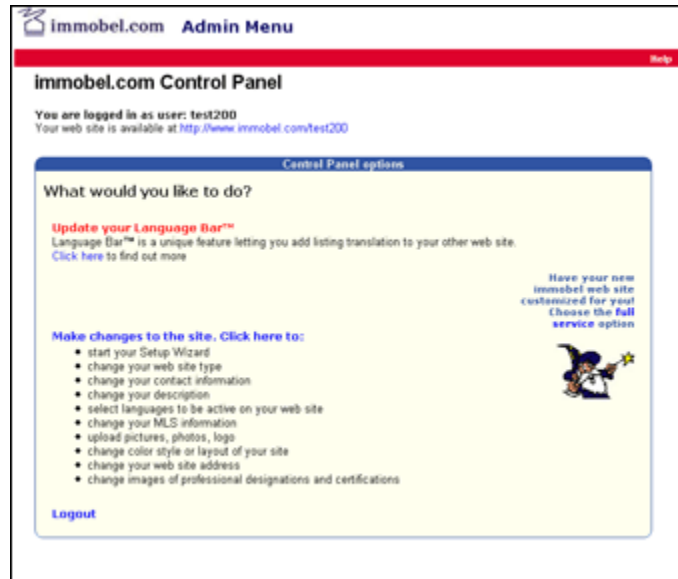 immobel.com Admin Menu
Help
immobel.com Control Panel
You are logged in as user: test200
Your web site is available at:http://www.immobel.com/test200
Control Panel options
What would you like to do?
Update your Language Bar™
Language Bar™ is a unique feature letting you add listing translation to your other web site.
Click here to find out more
Have your new
immobel web site
customized for you!
Choose the full
service option
Make changes to the site. Click here to:
• start your Setup Wizard
• change your web site type
• change your contact information
• change your description
• select languages to be active on your web site
• change your MLS information
• upload pictures, photos, logo
• change color style or layout of your site
• change your web site address
• change images of professional designations and certifications
Logout